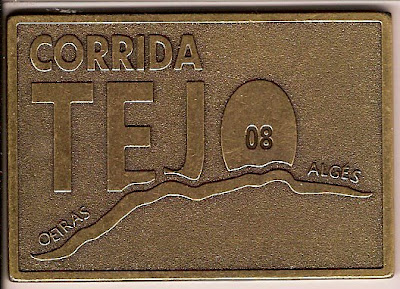 CORRIDA
TEJO
08
ALGÉS
OEIRAS